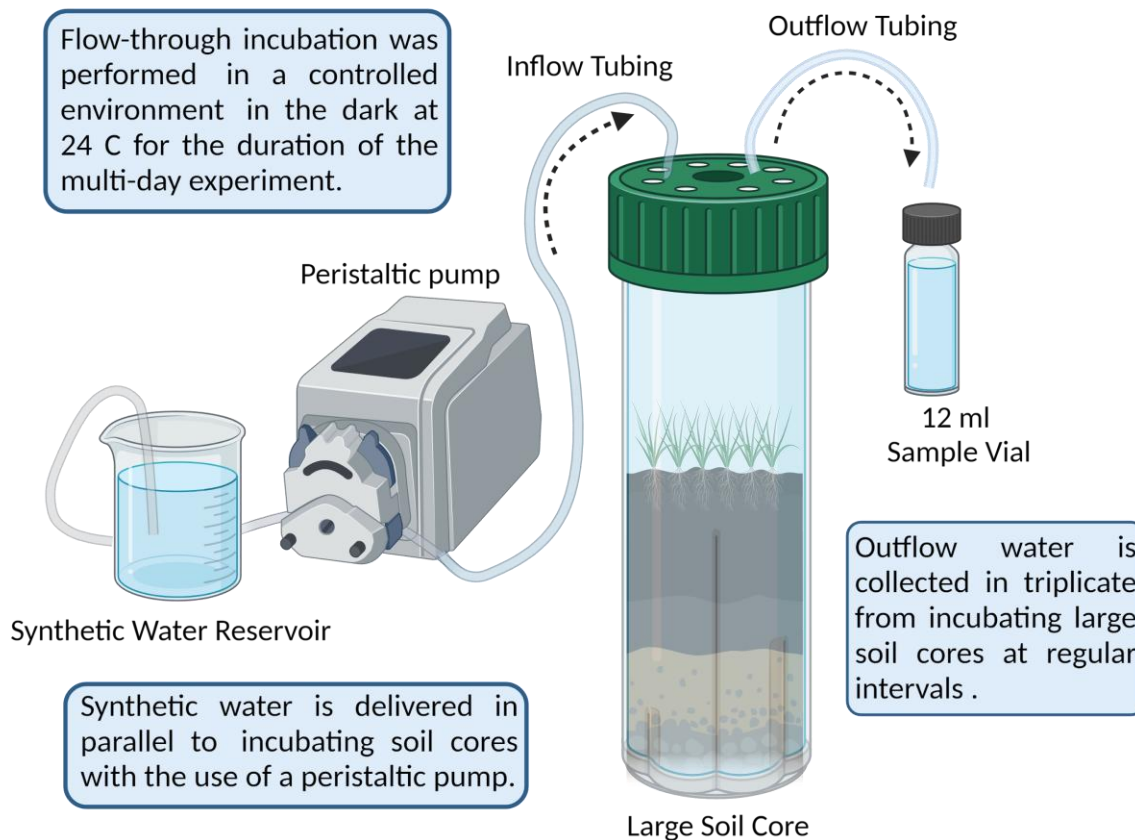 Flow-through incubation was
performed in a controlled
environment in the dark at
24 C for the duration of the
multi-day experiment.
Inflow Tubing
Outflow Tubing
Peristaltic pump
12 ml
Sample Vial
Synthetic Water Reservoir
Outflow water is
collected in triplicate
from incubating large
soil cores at regular
intervals .
Synthetic water is delivered in
parallel to incubating soil cores
with the use of a peristaltic pump.
Large Soil Core